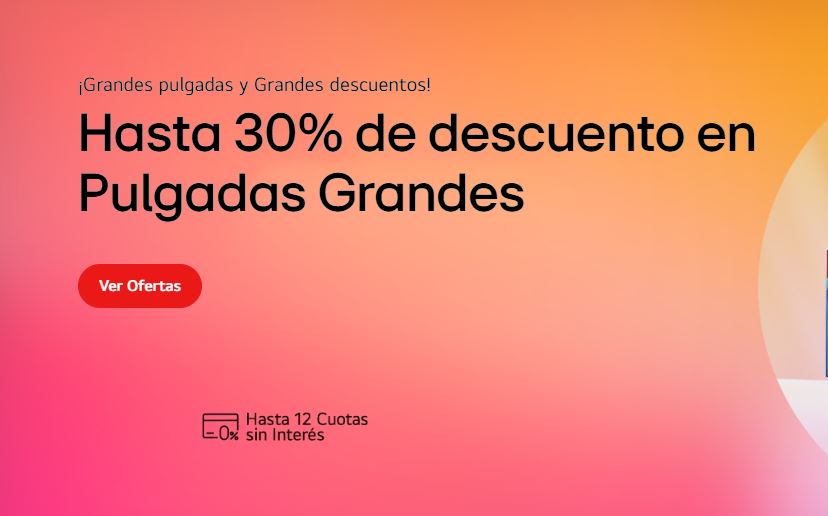 ¡Grandes pulgadas y Grandes descuentos!
Hasta 30% de descuento en
Pulgadas Grandes
Ver Ofertas
Hasta 12 Cuotas
0% sin Interés